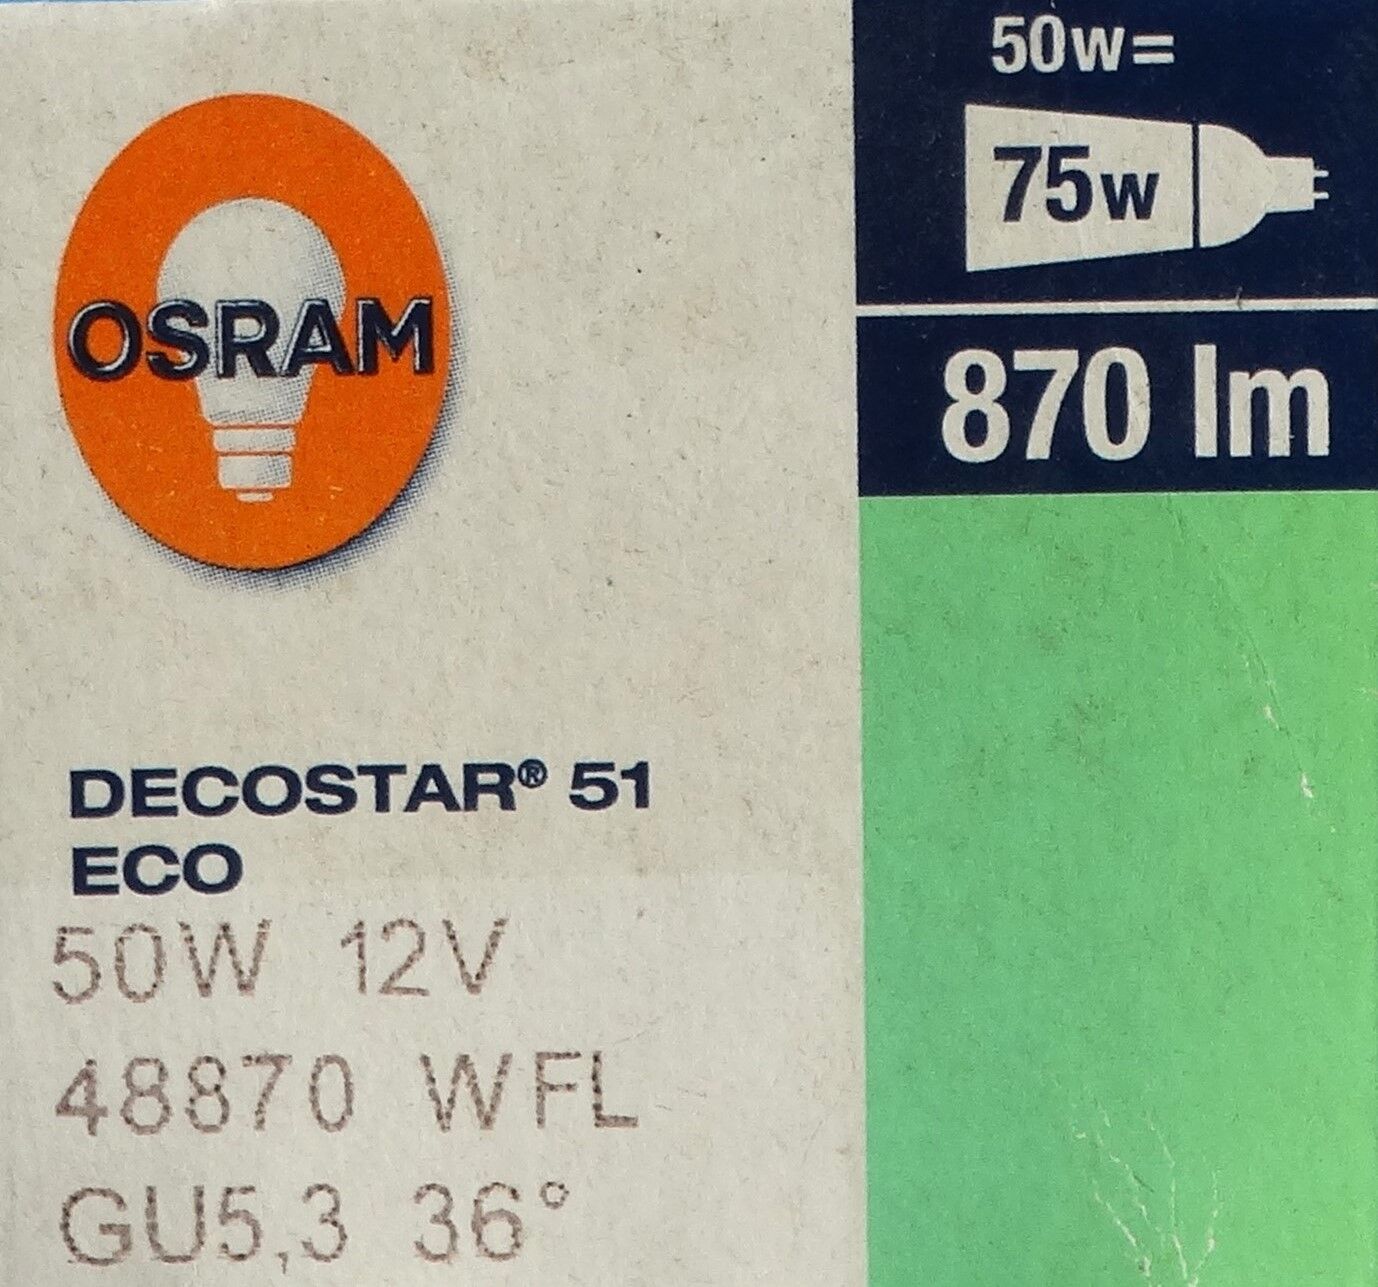 OSRAM
50w=
75w
870 lm
DECOSTAR® 51
ECO
50W 12V
48870 WFL
GU5,3 36°